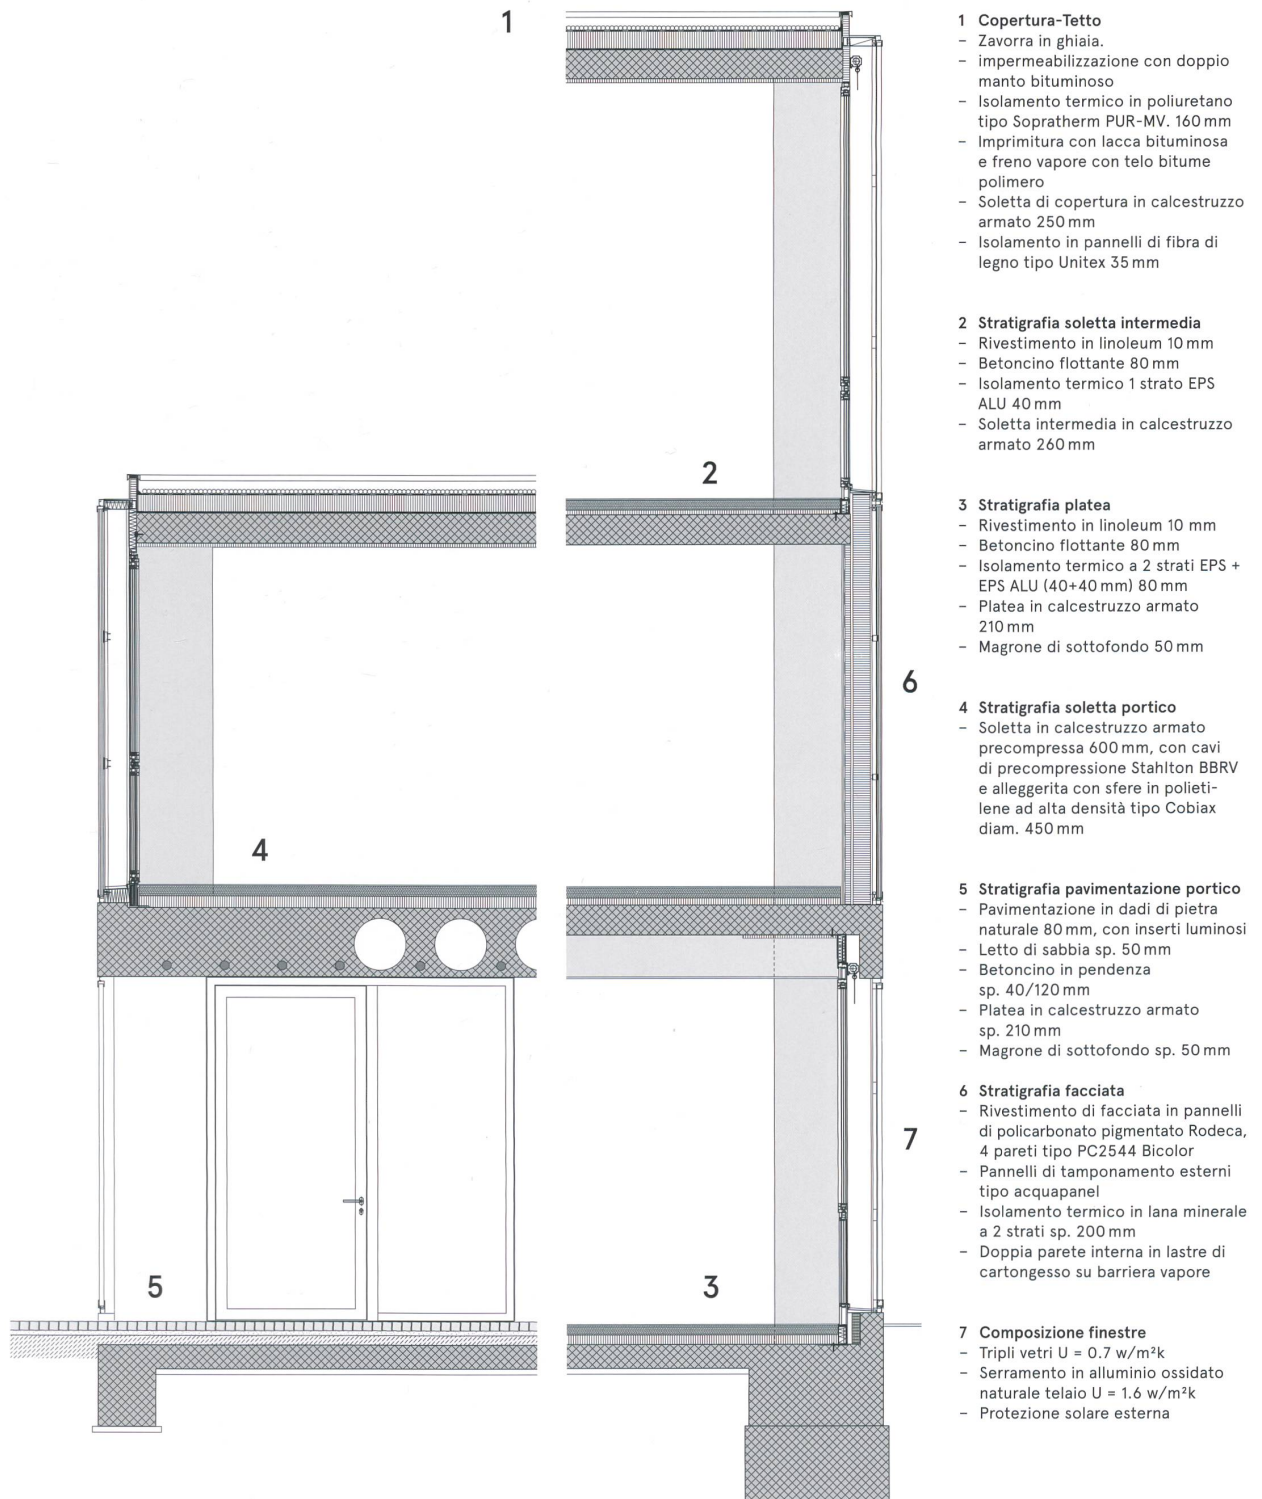 1 Copertura-Tetto
– Zavorra in ghiaia.
– impermeabilizzazione con doppio
manto bituminoso
– Isolamento termico in poliuretano
tipo Sopratherm PUR-MV. 160 mm
– Imprimitura con lacca bituminosa
e freno vapore con telo bitume
polimero
– Soletta di copertura in calcestruzzo
armato 250 mm
– Isolamento in pannelli di fibra di
legno tipo Unitex 35 mm
2 Stratigrafia soletta intermedia
– Rivestimento in linoleum 10 mm
– Betoncino flottante 80 mm
– Isolamento termico 1 strato EPS
ALU 40 mm
– Soletta intermedia in calcestruzzo
armato 260 mm
3 Stratigrafia platea
– Rivestimento in linoleum 10 mm
– Betoncino flottante 80 mm
– Isolamento termico a 2 strati EPS +
EPS ALU (40+40 mm) 80 mm
– Platea in calcestruzzo armato
210 mm
– Magrone di sottofondo 50 mm
4 Stratigrafia soletta portico
– Soletta in calcestruzzo armato
precompressa 600 mm, con cavi
di precompressione Stahlton BBRV
e alleggerita con sfere in polieti-
lene ad alta densità tipo Cobiax
diam. 450 mm
5 Stratigrafia pavimentazione portico
– Pavimentazione in dadi di pietra
naturale 80 mm, con inserti luminosi
– Letto di sabbia sp. 50 mm
– Betoncino in pendenza
sp. 40/120 mm
– Platea in calcestruzzo armato
sp. 210 mm
– Magrone di sottofondo sp. 50 mm
6 Stratigrafia facciata
– Rivestimento di facciata in pannelli
di policarbonato pigmentato Rodeca,
4 pareti tipo PC2544 Bicolor
– Pannelli di tamponamento esterni
tipo acquapanel
– Isolamento termico in lana minerale
a 2 strati sp. 200 mm
– Doppia parete interna in lastre di
cartongesso su barriera vapore
7 Composizione finestre
– Tripli vetri U = 0.7 w/m²k
– Serramento in alluminio ossidato
naturale telaio U = 1.6 w/m²k
– Protezione solare esterna
1
2
6
4
7
5
3